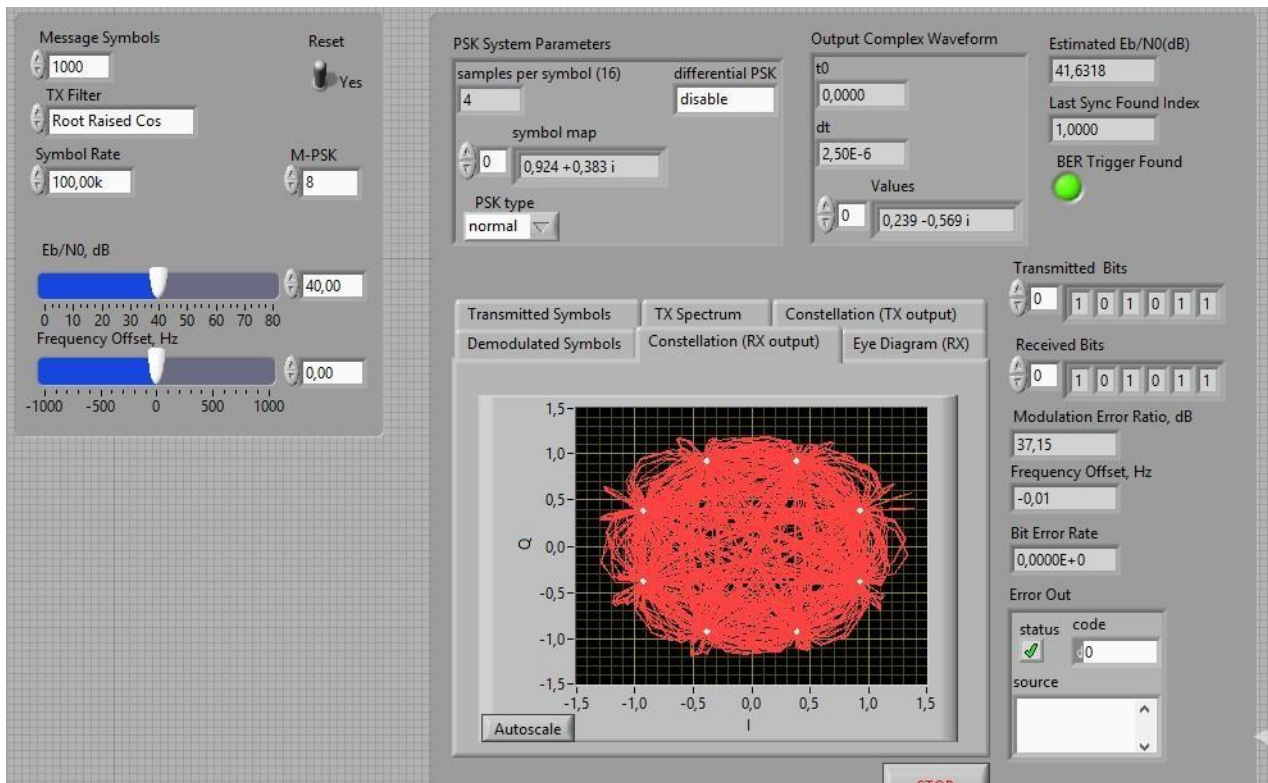 Message Symbols
Reset
1000
Yes
TX Filter
Root Raised Cos
Symbol Rate
M-PSK
100,00k
8
Eb/N0, dB
40,00
0 10 20 30 40 50 60 70 80
Frequency Offset, Hz
0,00
-1000 -500 0 500 1000
PSK System Parameters
samples per symbol (16)
differential PSK
4
disable
symbol map
0
0,924 +0,383 i
PSK type
normal
Output Complex Waveform
t0
0,0000
dt
2,50E-6
Values
0
0,239 -0,569 i
Estimated Eb/N0(dB)
41,6318
Last Sync Found Index
1,0000
BER Trigger Found
Transmitted Symbols
TX Spectrum
Constellation (TX output)
Demodulated Symbols
Constellation (RX output)
Eye Diagram (RX)
1,5
1,0
0,5
0,0
-0,5
-1,0
-1,5
Q
-1,5 -1,0 -0,5 0,0 0,5 1,0 1,5
I
Autoscale
Transmitted Bits
0
1 0 1 0 1 1
Received Bits
0
1 0 1 0 1 1
Modulation Error Ratio, dB
37,15
Frequency Offset, Hz
-0,01
Bit Error Rate
0,0000E+0
Error Out
status
code
d0
source
STOP